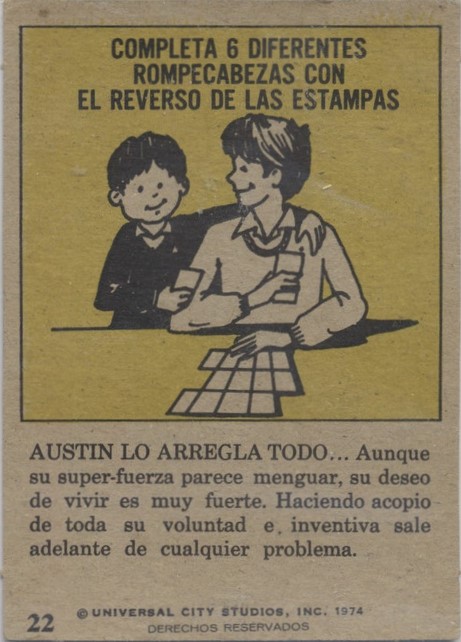 COMPLETA 6 DIFERENTES
ROMPECABEZAS CON
EL REVERSO DE LAS ESTAMPAS
AUSTIN LO ARREGLA TODO... Aunque
su super-fuerza parece menguar, su deseo
de vivir es muy fuerte. Haciendo acopio
de toda su voluntad e inventiva sale
adelante de cualquier problema.
22 © UNIVERSAL CITY STUDIOS, INC. 1974
DERECHOS RESERVADOS